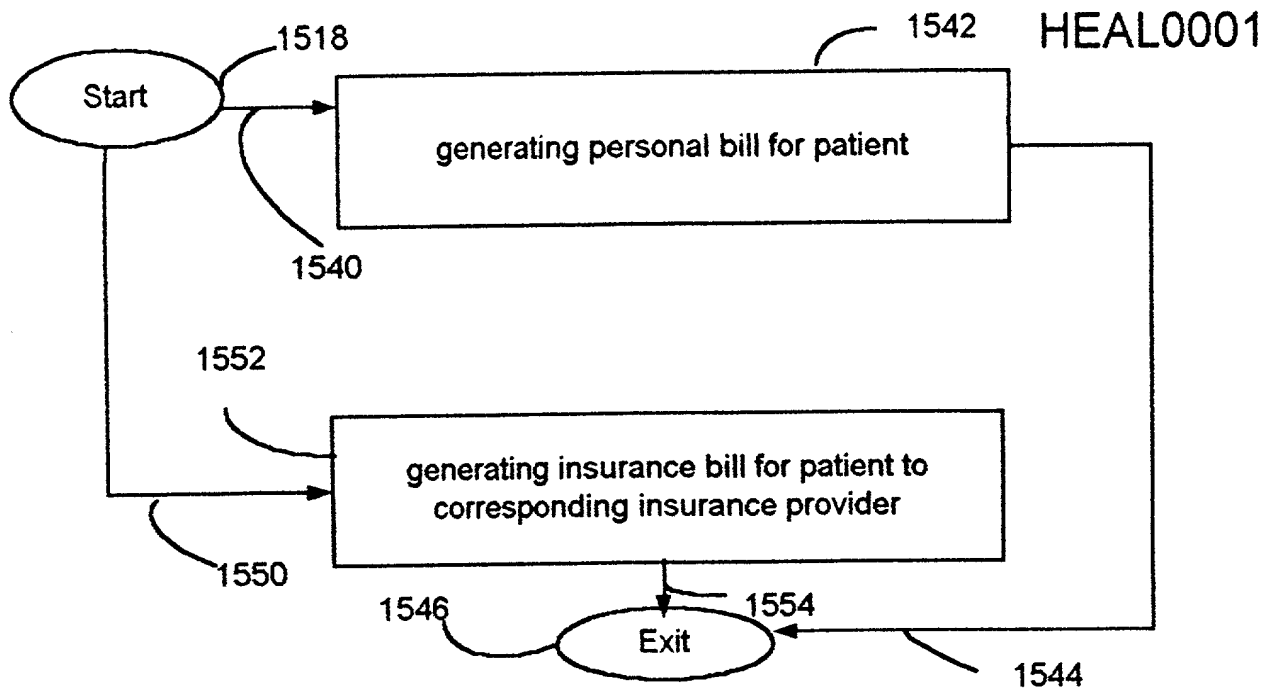 1518
1542
HEAL0001
Start
generating personal bill for patient
1540
1552
generating insurance bill for patient to
corresponding insurance provider
1550
1546
1554
Exit
1544